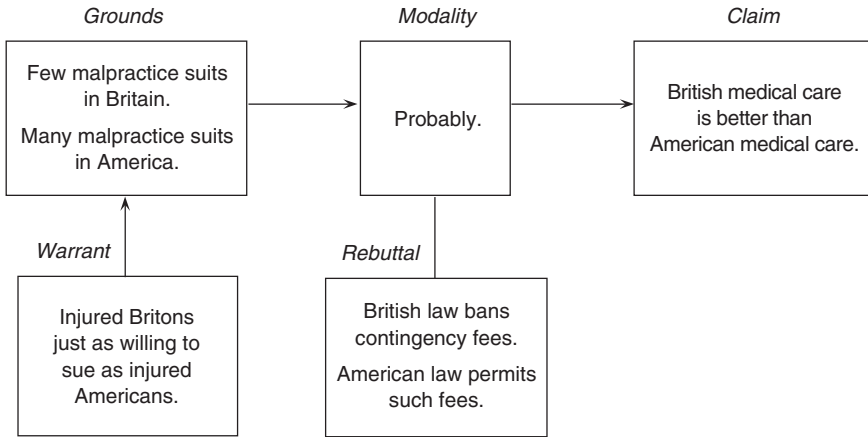 Grounds
Few malpractice suits
in Britain.
Many malpractice suits
in America.
Modality
Probably.
Claim
British medical care
is better than
American medical care.
Warrant
Injured Britons
just as willing to
sue as injured
Americans.
Rebuttal
British law bans
contingency fees.
American law permits
such fees.